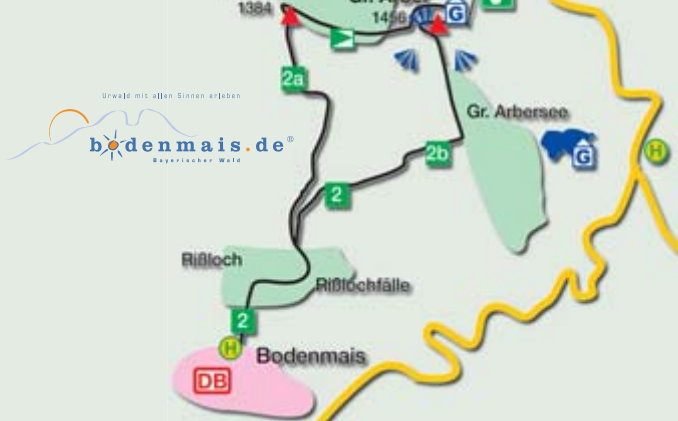 1384
1456
G
2a
Urwald mit allen Sinnen erleben
bodenmais.de®
Bayerischer Wald
Gr. Arbersee
2b
G
H
2
Rißloch
Rißlochfälle
2
H
Bodenmais
DB